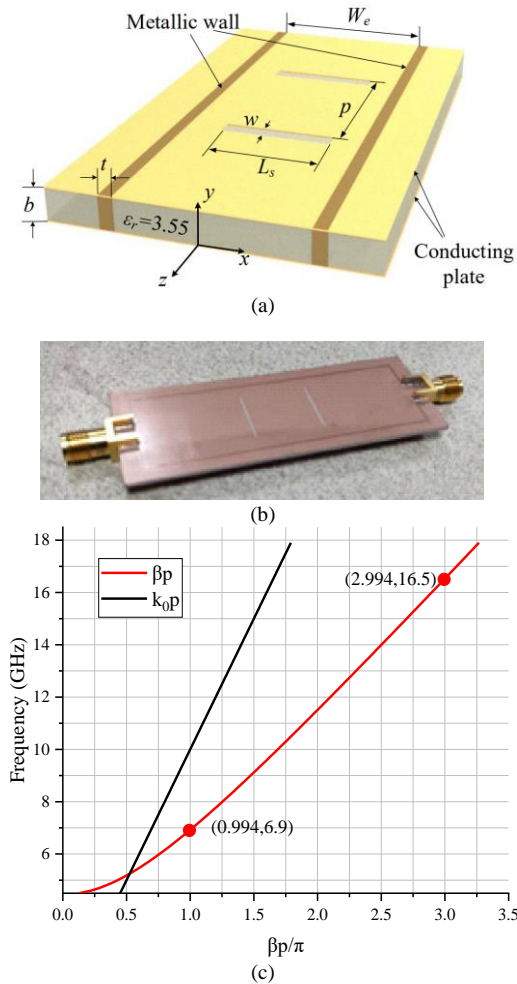 Metallic wall
W_e
p
w
L_s
t
b
y
ε_r=3.55
x
z
Conducting
plate
(a)
(b)
18
16
14
12
10
8
6
Frequency (GHz)
βp
k₀p
(2.994,16.5)
(0.994,6.9)
0.0 0.5 1.0 1.5 2.0 2.5 3.0 3.5
βp/π
(c)